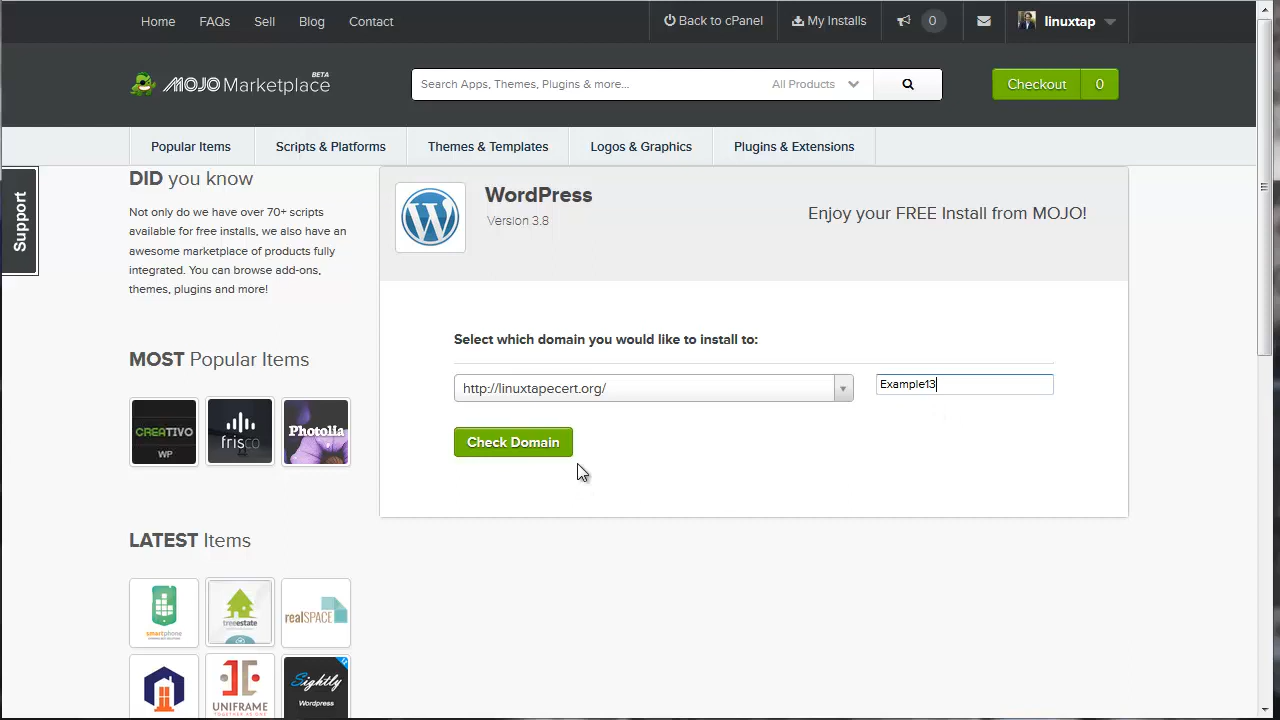 Home FAQs Sell Blog Contact Back to cPanel My Installs 0 linuxtap
MOJO Marketplace BETA
Search Apps, Themes, Plugins & more... All Products
Checkout 0
Popular Items Scripts & Platforms Themes & Templates Logos & Graphics Plugins & Extensions
Support
DID you know
Not only do we have over 70+ scripts
available for free installs, we also have an
awesome marketplace of products fully
integrated. You can browse add-ons,
themes, plugins and more!
MOST Popular Items
CREATIVO
WP
frisco
Photolia
LATEST Items
smartphone
treeestate
realSPACE
UNIFRAME
TOGETHER AS ONE
Sightly
Wordpress
WordPress
Version 3.8
Enjoy your FREE Install from MOJO!
Select which domain you would like to install to:
http://linuxtapecert.org/
Example13
Check Domain